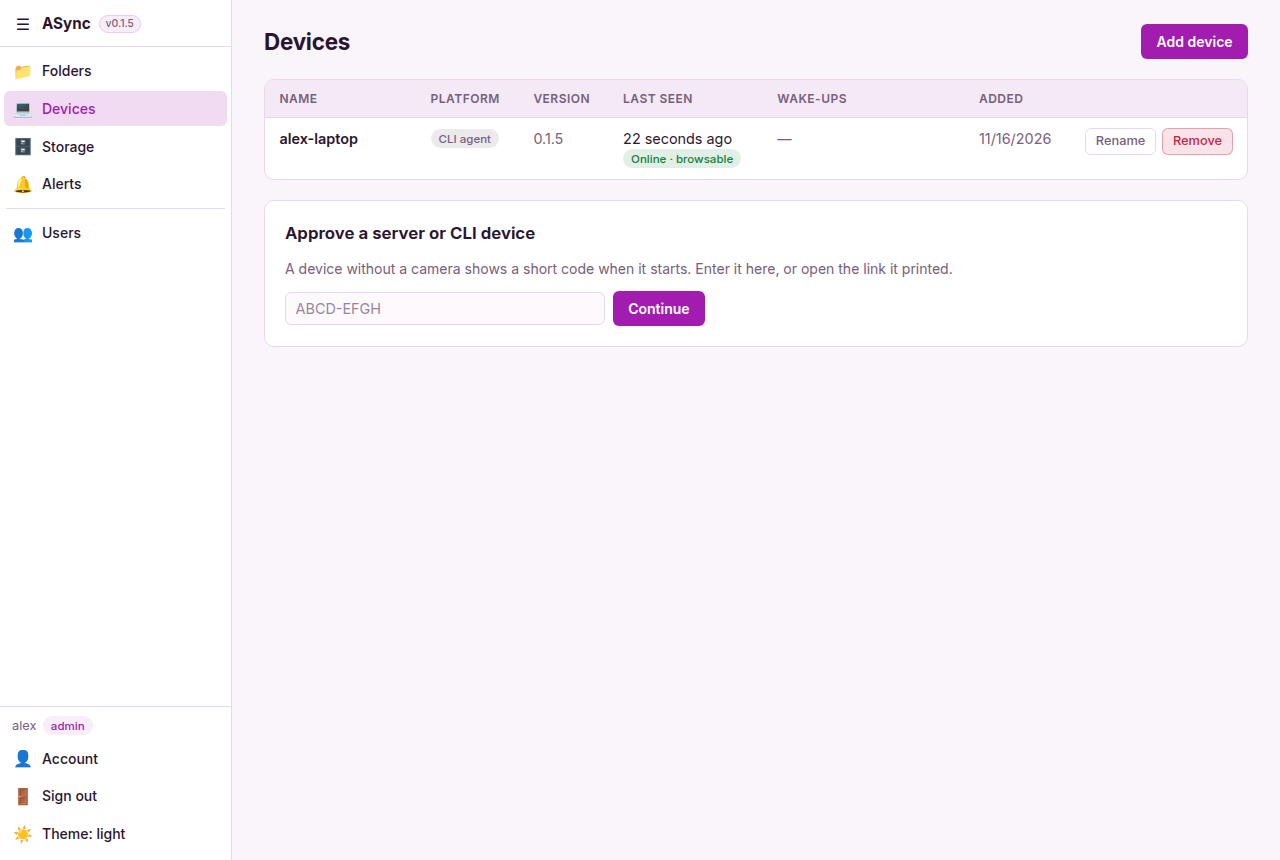 ASync v0.1.5
Folders
Devices
Storage
Alerts
Users
alex admin
Account
Sign out
Theme: light
Devices
Add device
NAME PLATFORM VERSION LAST SEEN WAKE-UPS ADDED
alex-laptop CLI agent 0.1.5 22 seconds ago — 11/16/2026 Rename Remove
Online · browsable
Approve a server or CLI device
A device without a camera shows a short code when it starts. Enter it here, or open the link it printed.
ABCD-EFGH Continue